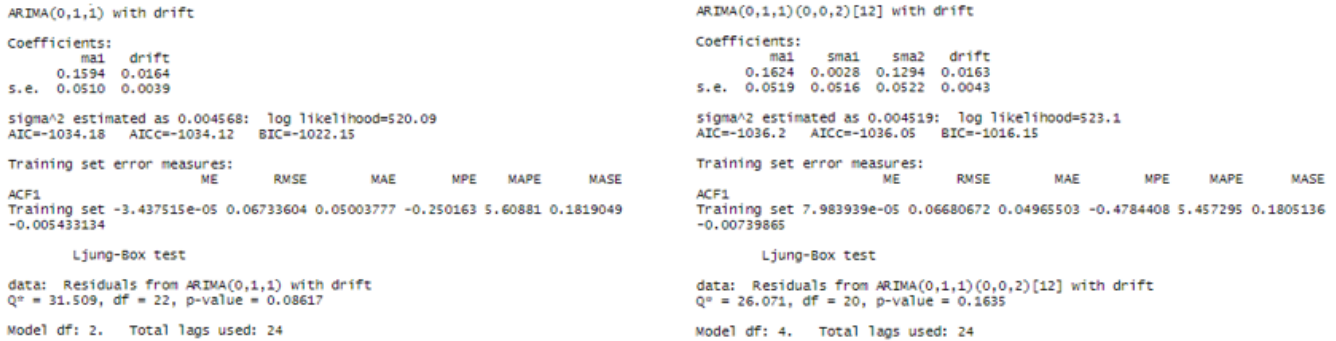 ARIMA(0,1,1) with drift
Coefficients:
ma1 drift
0.1594 0.0164
s.e. 0.0510 0.0039
sigma^2 estimated as 0.004568: log likelihood=520.09
AIC=-1034.18 AICc=-1034.12 BIC=-1022.15
Training set error measures:
ME RMSE MAE MPE MAPE MASE
ACF1
Training set -3.437515e-05 0.06733604 0.05003777 -0.250163 5.60881 0.1819049
-0.005433134
Ljung-Box test
data: Residuals from ARIMA(0,1,1) with drift
Q* = 31.509, df = 22, p-value = 0.08617
Model df: 2. Total lags used: 24
ARIMA(0,1,1)(0,0,2)[12] with drift
Coefficients:
ma1 sma1 sma2 drift
0.1624 0.0028 0.1294 0.0163
s.e. 0.0519 0.0516 0.0522 0.0043
sigma^2 estimated as 0.004519: log likelihood=523.1
AIC=-1036.2 AICc=-1036.05 BIC=-1016.15
Training set error measures:
ME RMSE MAE MPE MAPE MASE
ACF1
Training set 7.983939e-05 0.06680672 0.04965503 -0.4784408 5.457295 0.1805136
-0.00739865
Ljung-Box test
data: Residuals from ARIMA(0,1,1)(0,0,2)[12] with drift
Q* = 26.071, df = 20, p-value = 0.1635
Model df: 4. Total lags used: 24